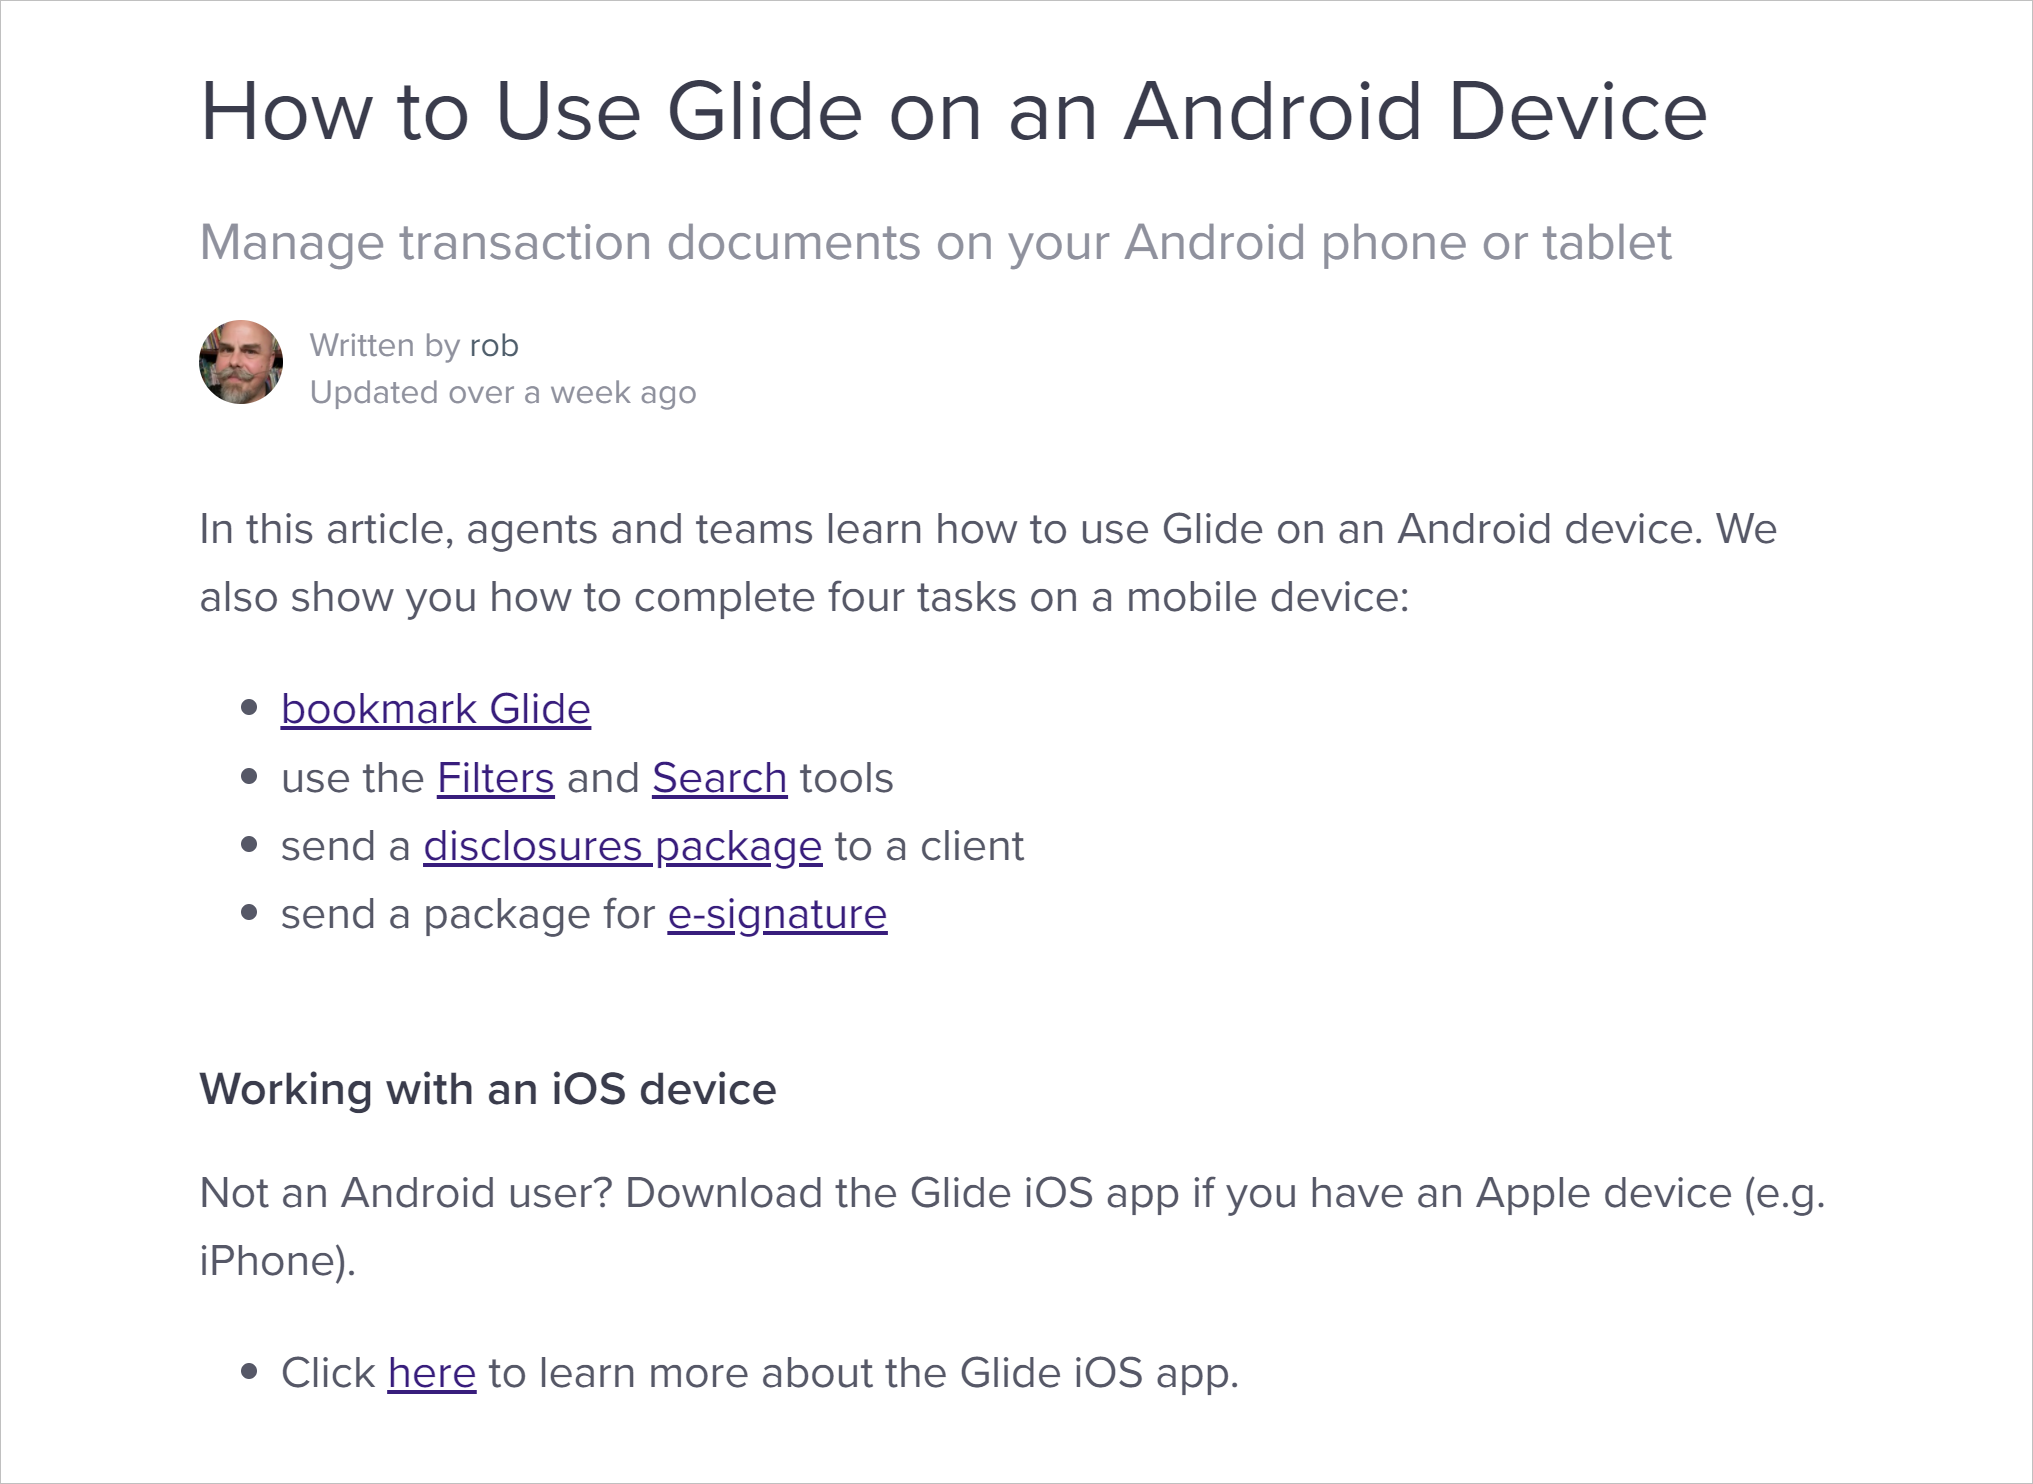 How to Use Glide on an Android Device
Manage transaction documents on your Android phone or tablet
Written by rob
Updated over a week ago
In this article, agents and teams learn how to use Glide on an Android device. We
also show you how to complete four tasks on a mobile device:
• bookmark Glide
• use the Filters and Search tools
• send a disclosures package to a client
• send a package for e-signature
Working with an iOS device
Not an Android user? Download the Glide iOS app if you have an Apple device (e.g.
iPhone).
• Click here to learn more about the Glide iOS app.